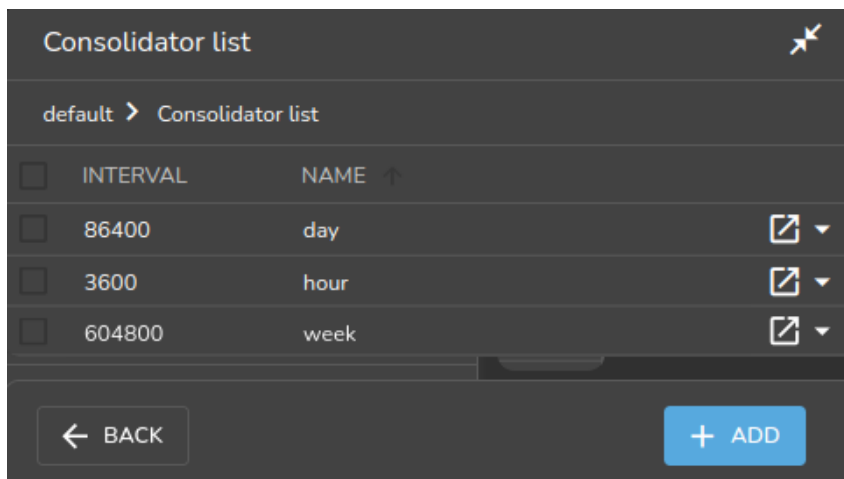 Consolidator list
default > Consolidator list
INTERVAL NAME
86400 day
3600 hour
604800 week
BACK
+ ADD